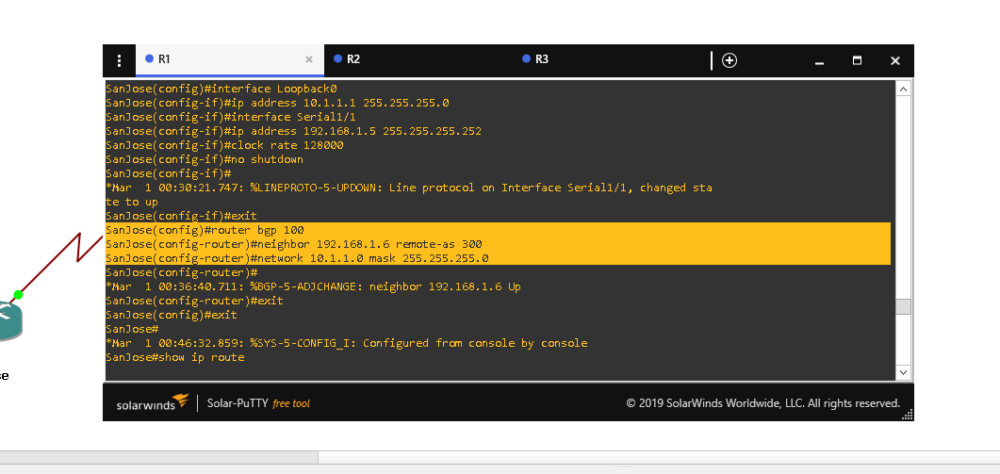 R1
R2
R3
SanJose(config)#interface Loopback0
SanJose(config-if)#ip address 10.1.1.1 255.255.255.0
SanJose(config-if)#interface Serial1/1
SanJose(config-if)#ip address 192.168.1.5 255.255.255.252
SanJose(config-if)#clock rate 128000
SanJose(config-if)#no shutdown
SanJose(config-if)#
*Mar  1 00:30:21.747: %LINEPROTO-5-UPDOWN: Line protocol on Interface Serial1/1, changed sta
te to up
SanJose(config-if)#exit
SanJose(config)#router bgp 100
SanJose(config-router)#neighbor 192.168.1.6 remote-as 300
SanJose(config-router)#network 10.1.1.0 mask 255.255.255.0
SanJose(config-router)#
*Mar  1 00:36:40.711: %BGP-5-ADJCHANGE: neighbor 192.168.1.6 Up
SanJose(config-router)#exit
SanJose(config)#exit
SanJose#
*Mar  1 00:46:32.859: %SYS-5-CONFIG_I: Configured from console by console
SanJose#show ip route
se
solarwinds
Solar-PuTTY free tool
© 2019 SolarWinds Worldwide, LLC. All rights reserved.